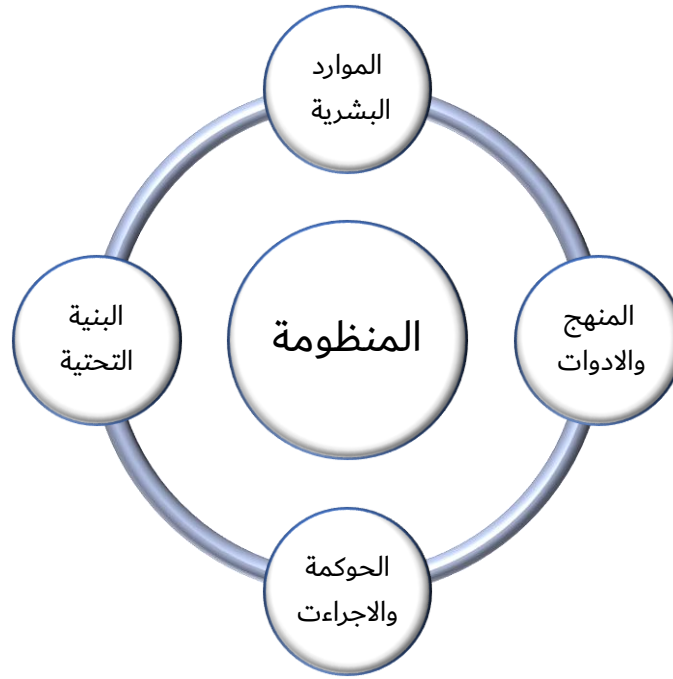 الموارد
البشرية
المنهج
والادوات
المنظومة
البنية
التحتية
الحوكمة
والاجراءت